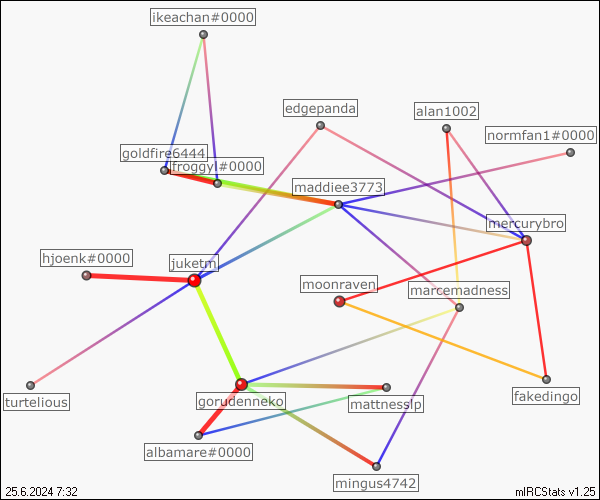 ikeachan#0000
edgepanda
alan1002
normfan1#0000
goldfire6444
froggyl#0000
maddiee3773
mercurybro
hjoenk#0000
juketm
moonraven
marcemadness
turtelious
gorudenneko
mattnesslp
fakedingo
albamare#0000
mingus4742
25.6.2024 7:32
mIRCStats v1.25